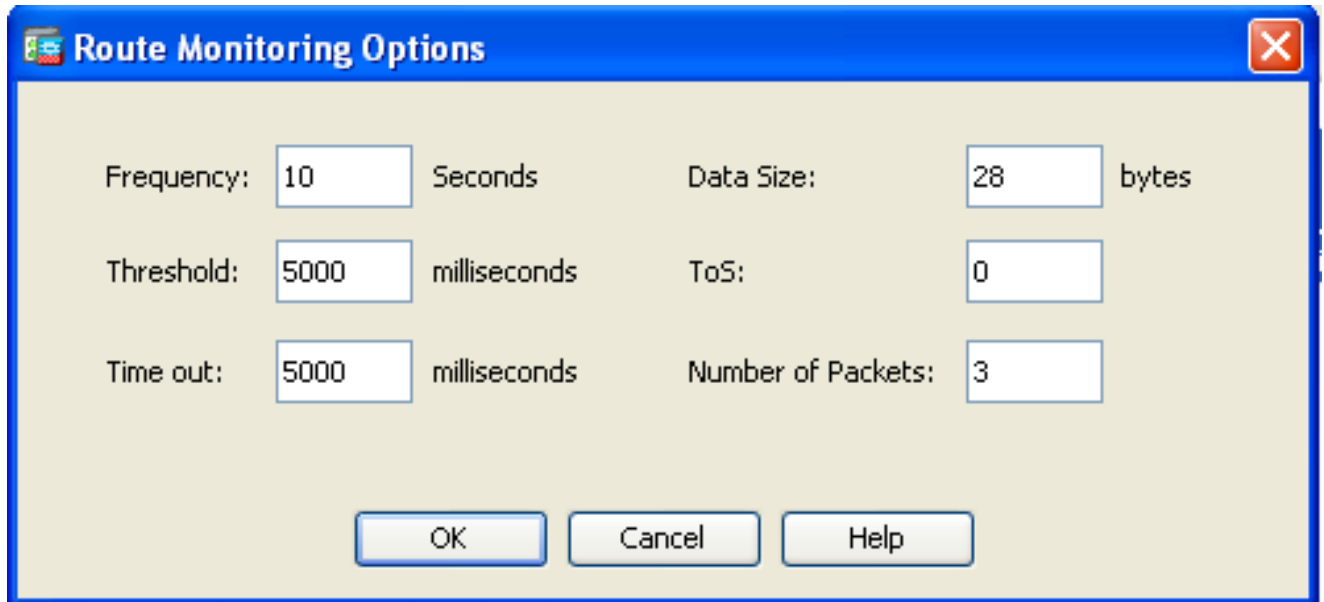 Route Monitoring Options
Frequency: 10 Seconds Data Size: 28 bytes
Threshold: 5000 milliseconds ToS: 0
Time out: 5000 milliseconds Number of Packets: 3
OK Cancel Help